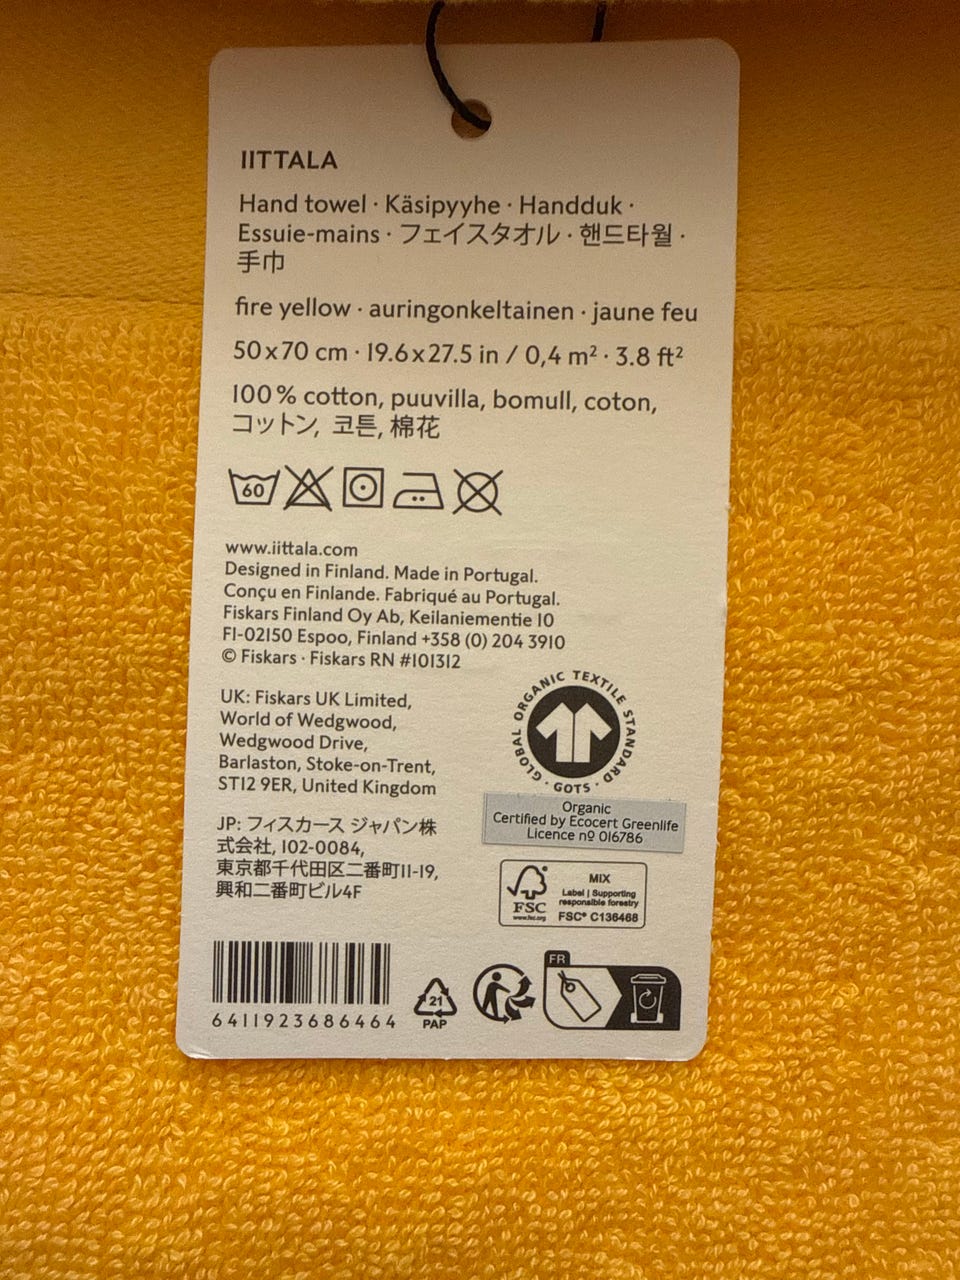 IITTALA
Hand towel · Käsipyyhe · Handduk ·
Essuie-mains · フェイスタオル · 핸드타월 ·
手巾
fire yellow · auringonkeltainen · jaune feu
50x70 cm · 19.6x27.5 in / 0,4 m² · 3.8 ft²
100% cotton, puuvilla, bomull, coton,
コットン, 코튼, 棉花
60
www.iittala.com
Designed in Finland. Made in Portugal.
Conçu en Finlande. Fabriqué au Portugal.
Fiskars Finland Oy Ab, Keilaniementie 10
FI-02150 Espoo, Finland +358 (0) 204 3910
© Fiskars · Fiskars RN #101312
UK: Fiskars UK Limited,
World of Wedgwood,
Wedgwood Drive,
Barlaston, Stoke-on-Trent,
ST12 9ER, United Kingdom
GLOBAL ORGANIC TEXTILE STANDARD · GOTS ·
Organic
Certified by Ecocert Greenlife
Licence nº 016786
JP: フィスカース ジャパン株
式会社, 102-0084,
東京都千代田区二番町11-19,
興和二番町ビル4F
FSC
www.fsc.org
MIX
Label | Supporting
responsible forestry
FSC® C136468
6411923686464
21
PAP
FR